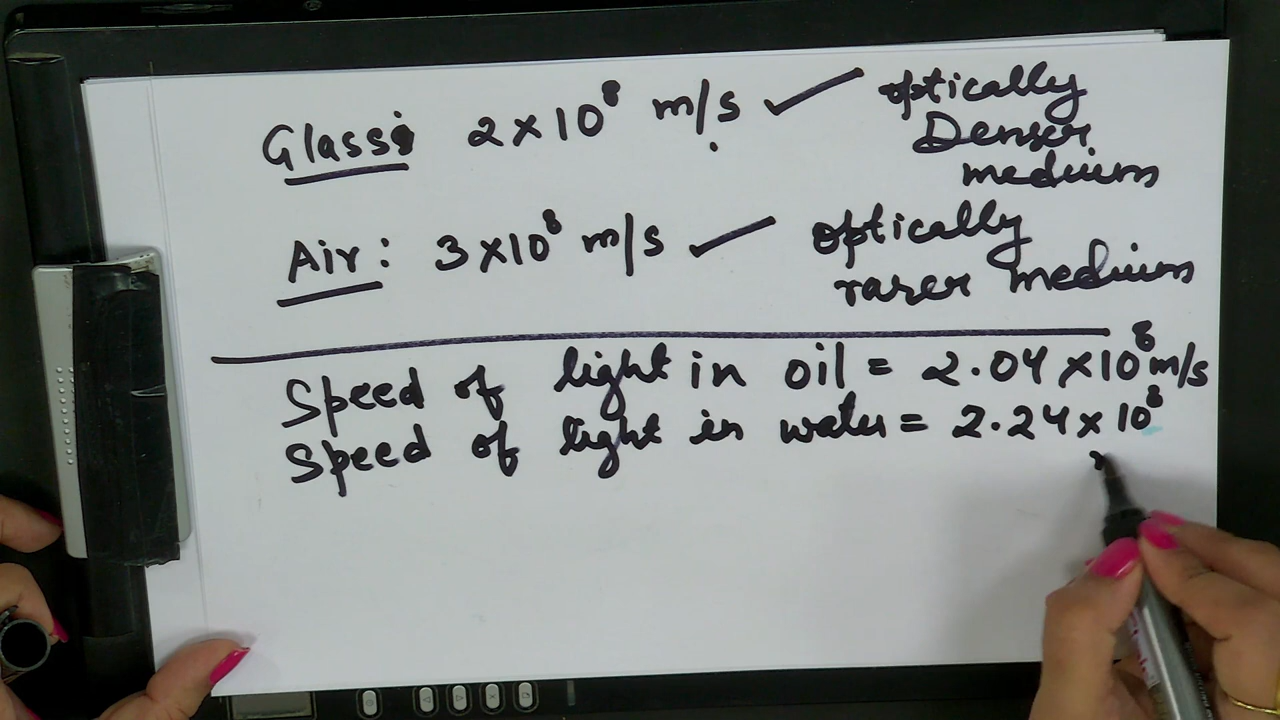 Glass: 2×10⁸ m/s ✓ optically
Denser
medium
Air: 3×10⁸ m/s ✓ optically
rarer medium
Speed of light in oil = 2.04×10⁸ m/s
Speed of light in water = 2.24×10⁸